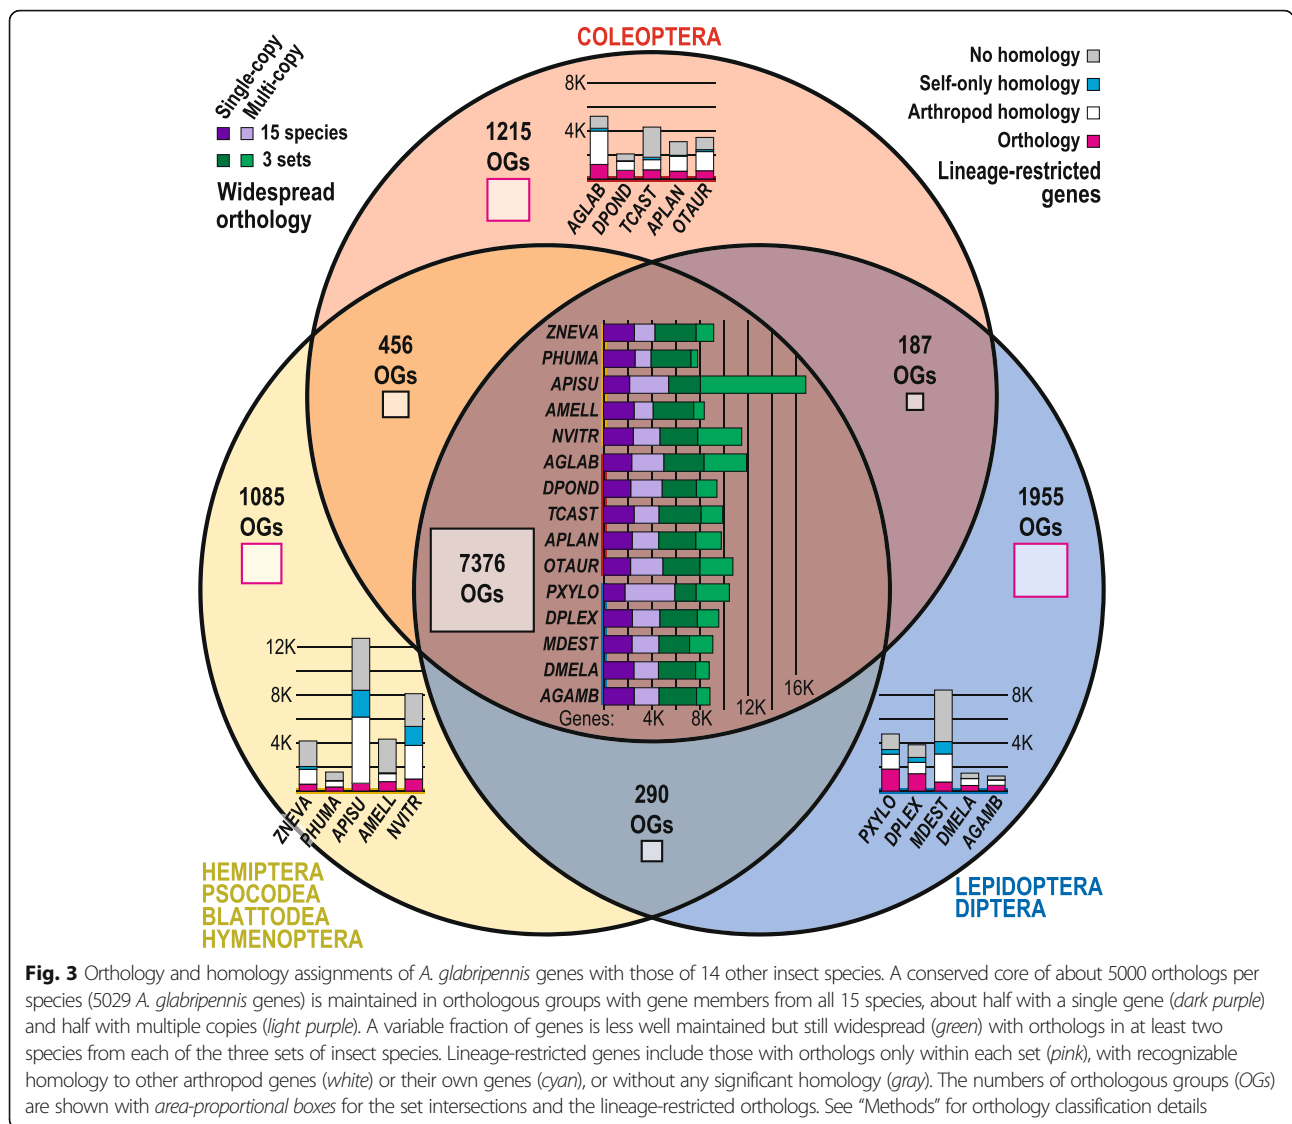 COLEOPTERA
Single-copy
Multi-copy
15 species
3 sets
Widespread
orthology
No homology
Self-only homology
Arthropod homology
Orthology
Lineage-restricted
genes
1215
OGs
8K
4K
AGLAB
DPOND
TCAST
APLAN
OTAUR
456
OGs
187
OGs
ZNEVA
PHUMA
APISU
AMELL
NVITR
AGLAB
DPOND
TCAST
APLAN
OTAUR
PXYLO
DPLEX
MDEST
DMELA
AGAMB
Genes:
4K
8K
12K
16K
7376
OGs
1085
OGs
1955
OGs
12K
8K
4K
ZNEVA
PHUMA
APISU
AMELL
NVITR
8K
4K
PXYLO
DPLEX
MDEST
DMELA
AGAMB
290
OGs
HEMIPTERA
PSOCODEA
BLATTODEA
HYMENOPTERA
LEPIDOPTERA
DIPTERA
Fig. 3 Orthology and homology assignments of A. glabripennis genes with those of 14 other insect species. A conserved core of about 5000 orthologs per
species (5029 A. glabripennis genes) is maintained in orthologous groups with gene members from all 15 species, about half with a single gene (dark purple)
and half with multiple copies (light purple). A variable fraction of genes is less well maintained but still widespread (green) with orthologs in at least two
species from each of the three sets of insect species. Lineage-restricted genes include those with orthologs only within each set (pink), with recognizable
homology to other arthropod genes (white) or their own genes (cyan), or without any significant homology (gray). The numbers of orthologous groups (OGs)
are shown with area-proportional boxes for the set intersections and the lineage-restricted orthologs. See “Methods” for orthology classification details